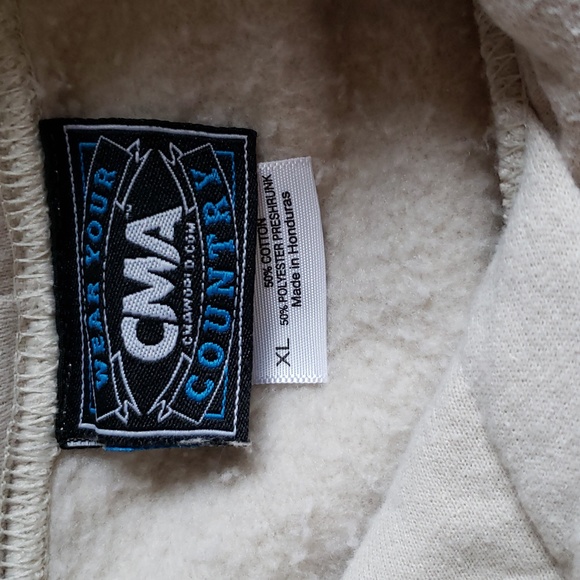 WEAR YOUR
CMA
CMAWORLD.COM
COUNTRY
50% COTTON
50% POLYESTER PRESHRUNK
Made in Honduras
XL